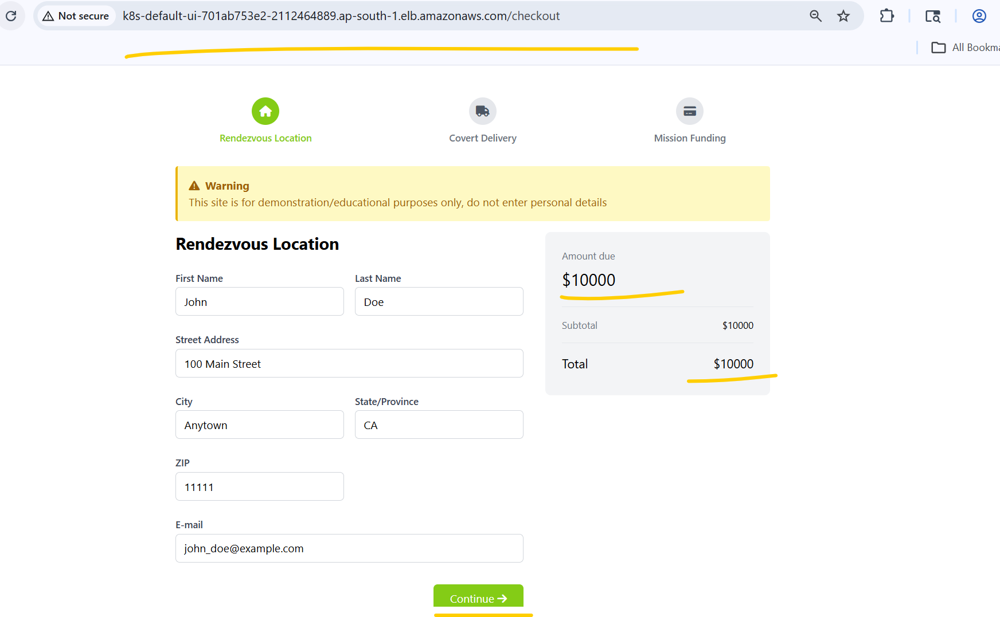 Not secure k8s-default-ui-701ab753e2-2112464889.ap-south-1.elb.amazonaws.com/checkout
All Bookma
Rendezvous Location Covert Delivery Mission Funding
Warning
This site is for demonstration/educational purposes only, do not enter personal details
Rendezvous Location
First Name Last Name
John Doe
Street Address
100 Main Street
City State/Province
Anytown CA
ZIP
11111
E-mail
john_doe@example.com
Continue →
Amount due
$10000
Subtotal $10000
Total $10000